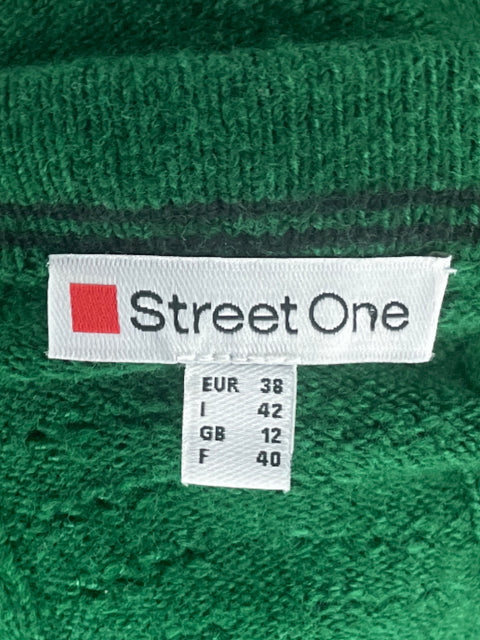 Street One
EUR 38
I 42
GB 12
F 40